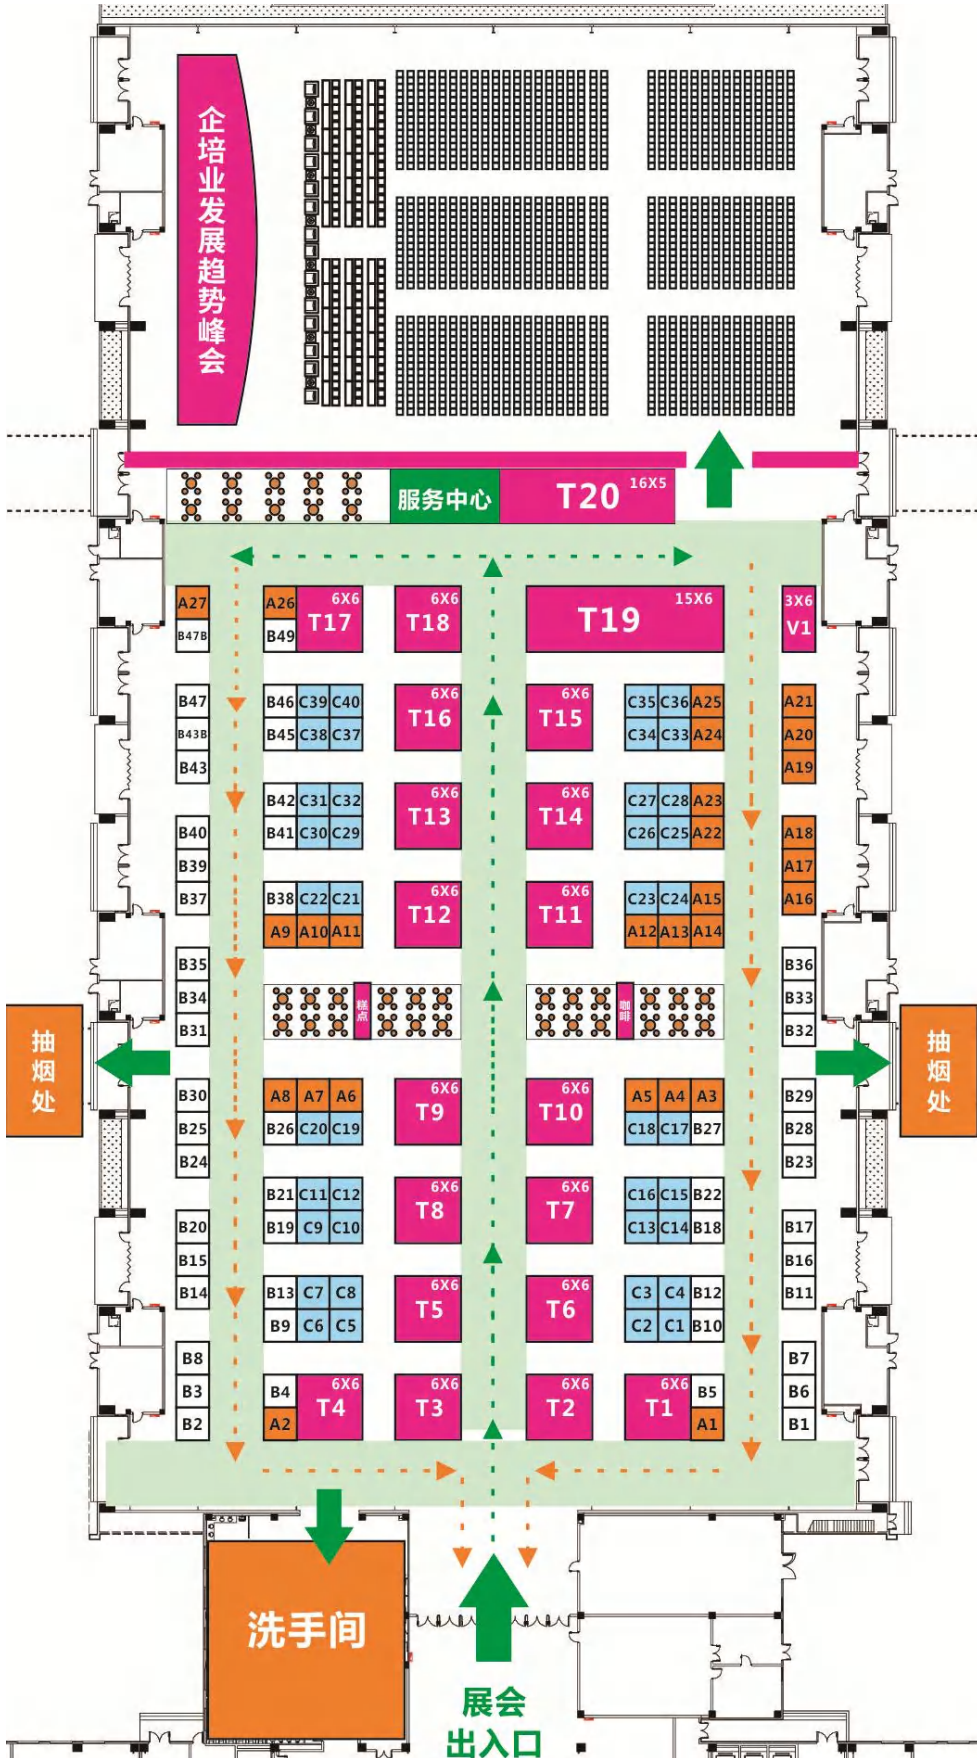 企培业发展趋势峰会
服务中心
T20 16X5
A27
A26
6X6
T17
6X6
T18
15X6
T19
3X6
V1
B47B
B49
B47
B46 C39 C40
6X6
T16
6X6
T15
C35 C36 A25
A21
B43B
B45 C38 C37
C34 C33 A24
A20
B43
A19
B42 C31 C32
6X6
T13
6X6
T14
C27 C28 A23
B40
B41 C30 C29
C26 C25 A22
A18
B39
A17
B37
B38 C22 C21
6X6
T12
6X6
T11
C23 C24 A15
A16
A9 A10 A11
A12 A13 A14
B35
B36
B34
糕点
咖啡
B33
B31
B32
抽烟处
抽烟处
B30
A8 A7 A6
6X6
T9
6X6
T10
A5 A4 A3
B29
B25
B26 C20 C19
C18 C17 B27
B28
B24
B23
B21 C11 C12
6X6
T8
6X6
T7
C16 C15 B22
B20
B19 C9 C10
C13 C14 B18
B17
B15
B16
B14
B13 C7 C8
6X6
T5
6X6
T6
C3 C4 B12
B11
B9 C6 C5
C2 C1 B10
B8
B7
B3
B4
6X6
T4
6X6
T3
6X6
T2
6X6
T1
B5
B6
B2
A2
A1
B1
洗手间
展会
出入口